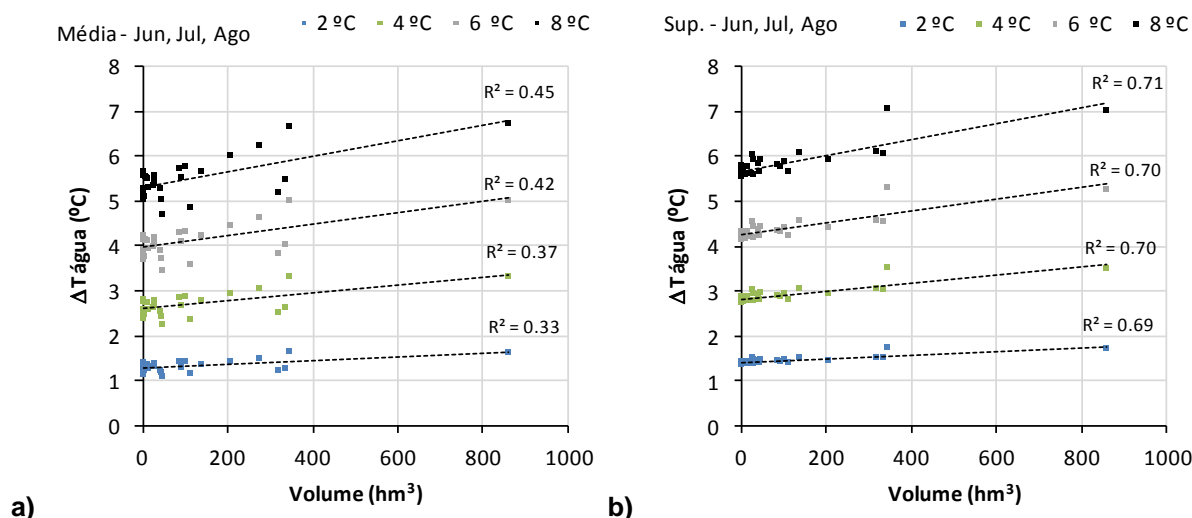 Média - Jun, Jul, Ago
2 ºC 4 ºC 6 ºC 8 ºC
ΔT água (ºC)
8
7
6
5
4
3
2
1
0
R² = 0.45
R² = 0.42
R² = 0.37
R² = 0.33
0 200 400 600 800 1000
Volume (hm³)
a)
Sup. - Jun, Jul, Ago
2 ºC 4 ºC 6 ºC 8 ºC
ΔT água (ºC)
8
7
6
5
4
3
2
1
0
R² = 0.71
R² = 0.70
R² = 0.70
R² = 0.69
0 200 400 600 800 1000
Volume (hm³)
b)